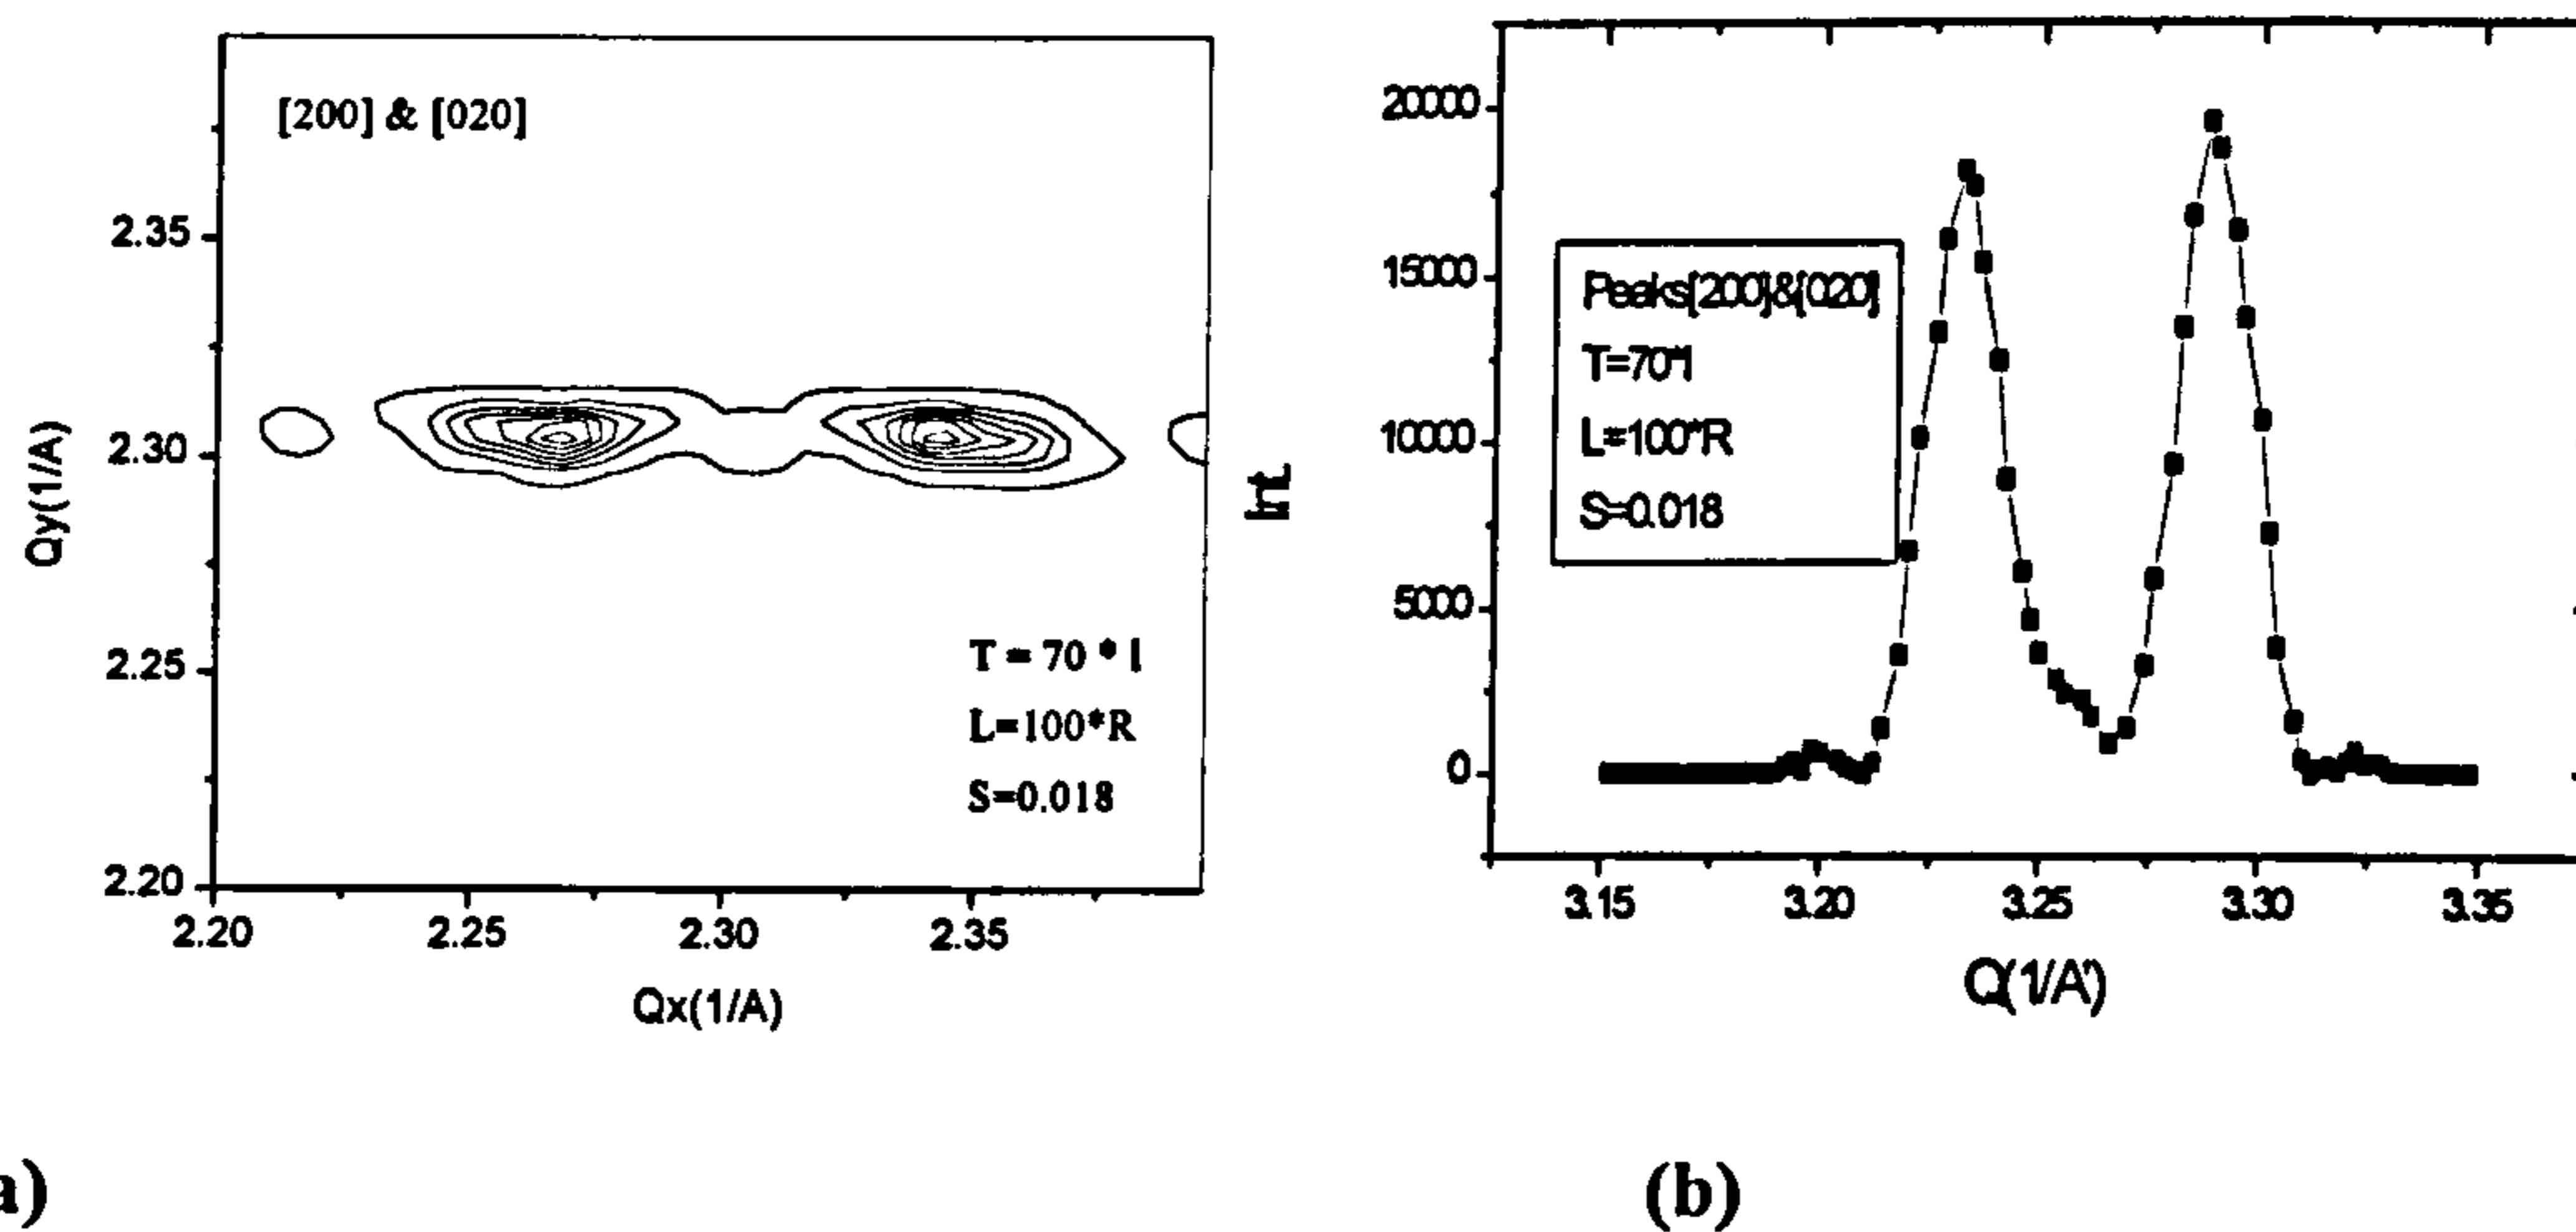 [200] & [020]
2.35
2.30
2.25
2.20
Qy(1/A)
T = 70 * l
L=100*R
S=0.018
2.20 2.25 2.30 2.35
Qx(1/A)
20000
15000
10000
5000
0
Int.
Peaks[200]&[020]
T=70*l
L=100*R
S=0.018
3.15 3.20 3.25 3.30 3.35
Q(1/A')
a)
(b)